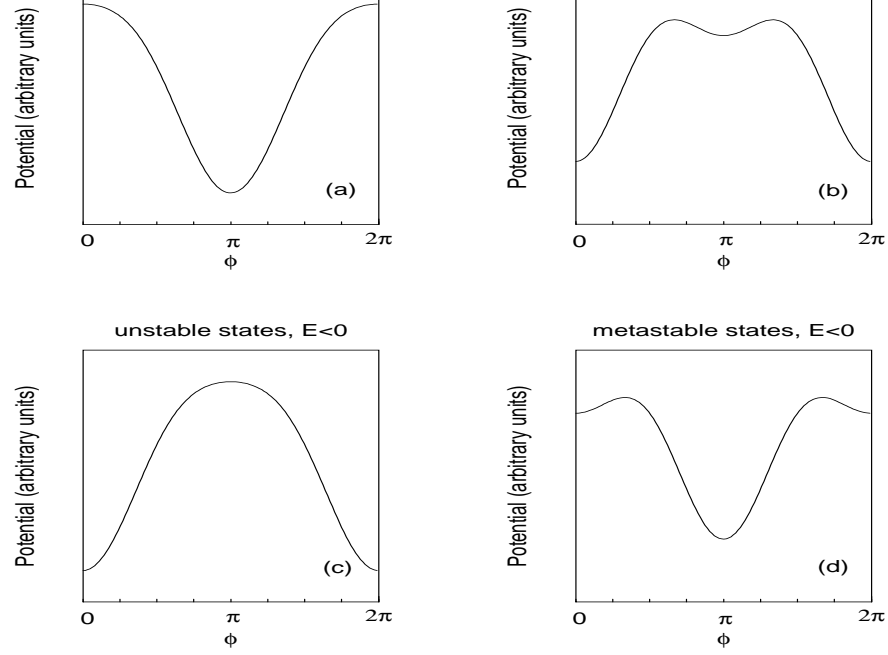 Potential (arbitrary units)
(a)
0 π 2π
ϕ
Potential (arbitrary units)
(b)
0 π 2π
ϕ
unstable states, E<0
Potential (arbitrary units)
(c)
0 π 2π
ϕ
metastable states, E<0
Potential (arbitrary units)
(d)
0 π 2π
ϕ